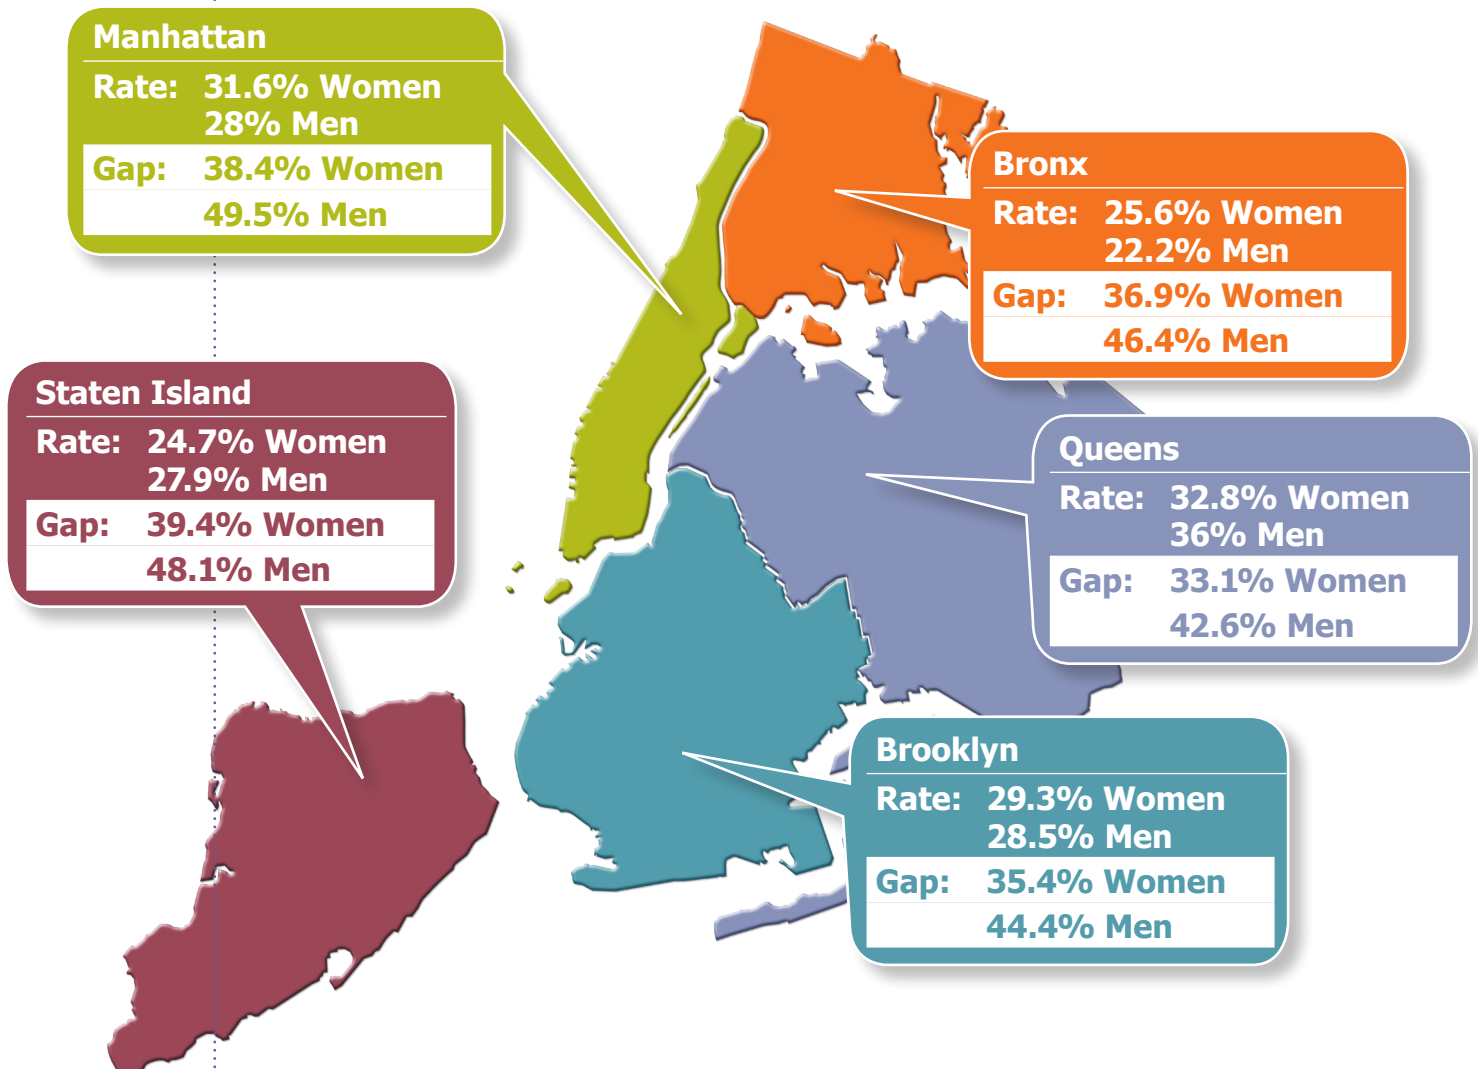 Manhattan
Rate: 31.6% Women
28% Men
Gap: 38.4% Women
49.5% Men
Bronx
Rate: 25.6% Women
22.2% Men
Gap: 36.9% Women
46.4% Men
Staten Island
Rate: 24.7% Women
27.9% Men
Gap: 39.4% Women
48.1% Men
Queens
Rate: 32.8% Women
36% Men
Gap: 33.1% Women
42.6% Men
Brooklyn
Rate: 29.3% Women
28.5% Men
Gap: 35.4% Women
44.4% Men